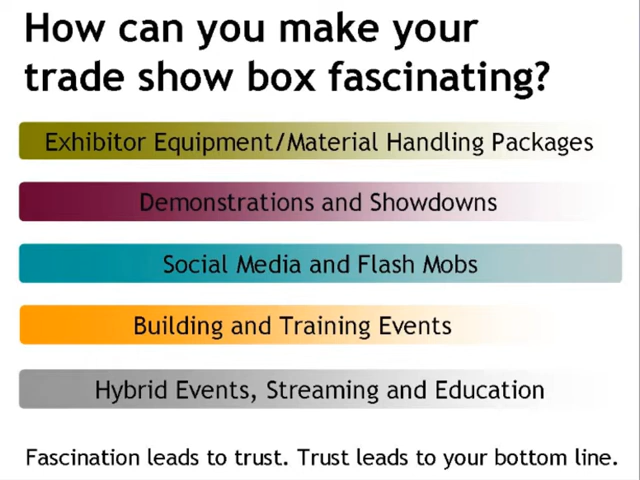 How can you make your
trade show box fascinating?
Exhibitor Equipment/Material Handling Packages
Demonstrations and Showdowns
Social Media and Flash Mobs
Building and Training Events
Hybrid Events, Streaming and Education
Fascination leads to trust. Trust leads to your bottom line.